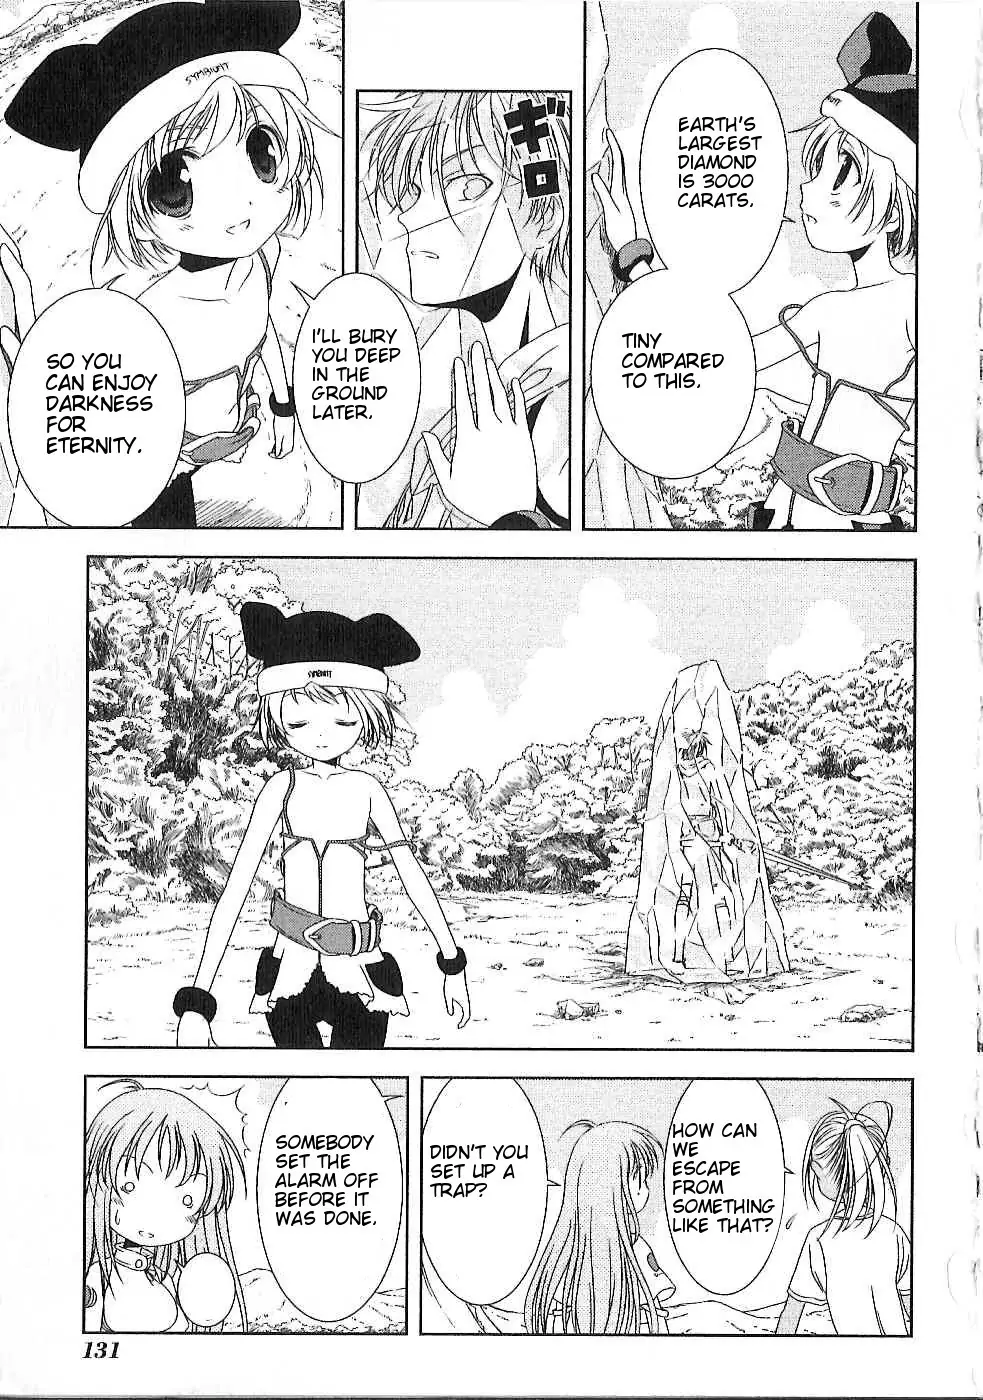 EARTH'S
LARGEST
DIAMOND
IS 3000
CARATS.
TINY
COMPARED
TO THIS.
ギロ
I'LL BURY
YOU DEEP
IN THE
GROUND
LATER.
SO YOU
CAN ENJOY
DARKNESS
FOR
ETERNITY.
HOW CAN
WE
ESCAPE
FROM
SOMETHING
LIKE THAT?
DIDN'T YOU
SET UP A
TRAP?
SOMEBODY
SET THE
ALARM OFF
BEFORE IT
WAS DONE.
131